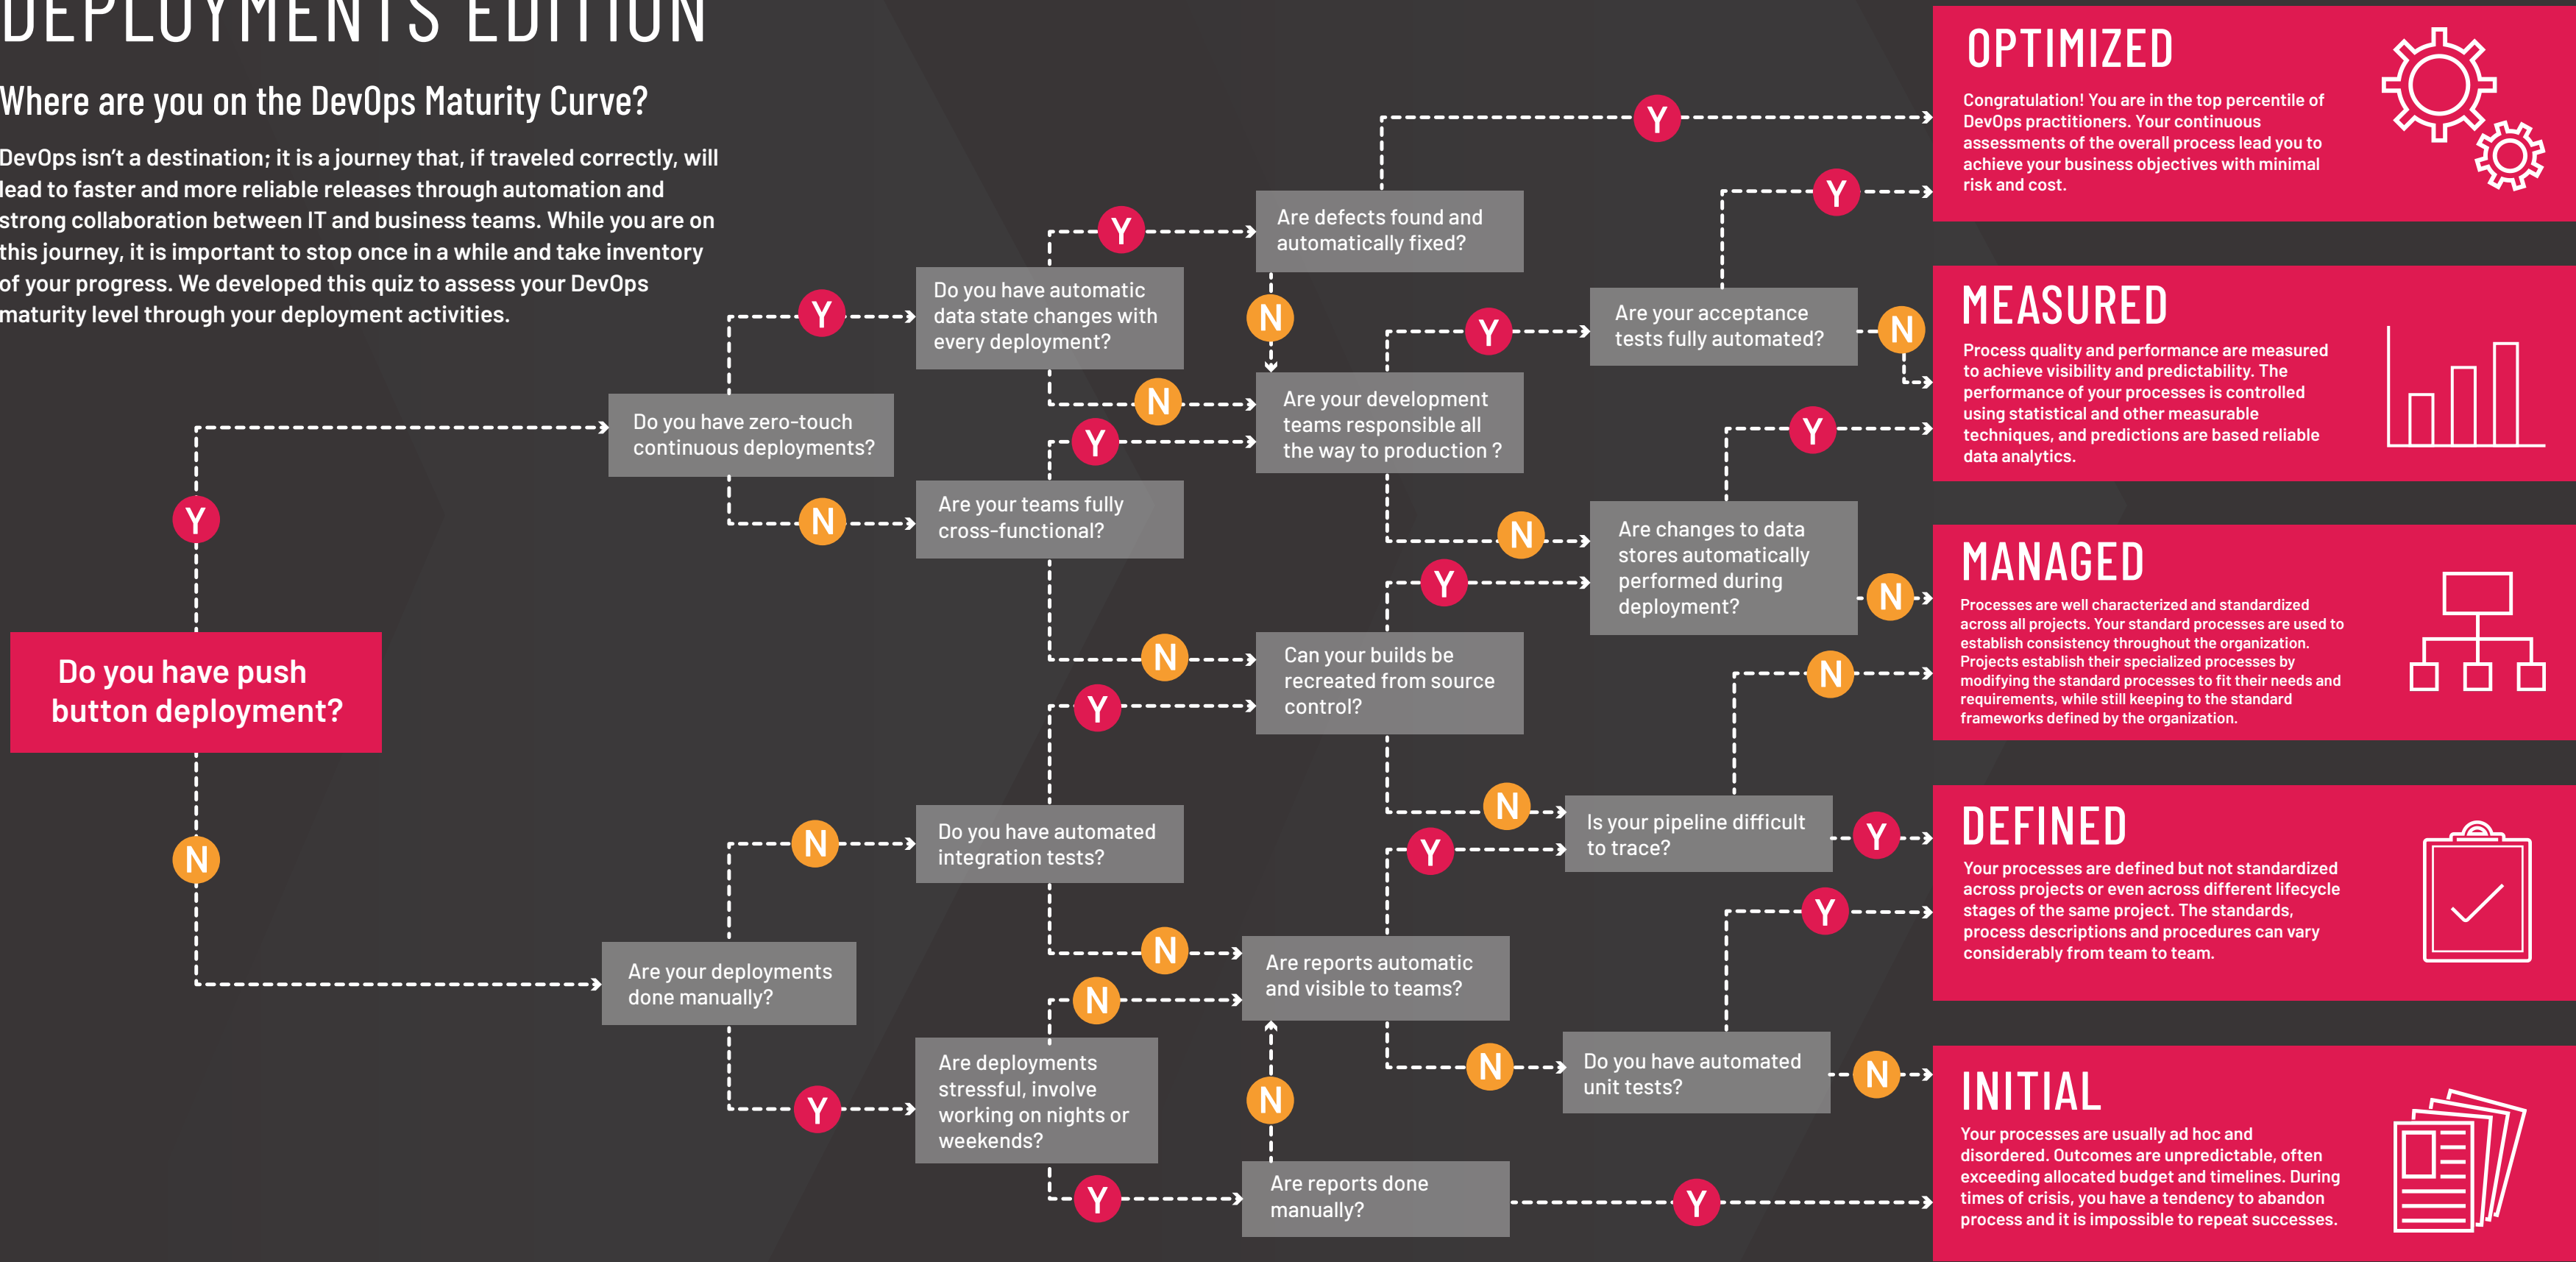 DEPLOYMENTS EDITION
Where are you on the DevOps Maturity Curve?
DevOps isn't a destination; it is a journey that, if traveled correctly, will
lead to faster and more reliable releases through automation and
strong collaboration between IT and business teams. While you are on
this journey, it is important to stop once in a while and take inventory
of your progress. We developed this quiz to assess your DevOps
maturity level through your deployment activities.
Do you have push
button deployment?
Y
N
Do you have zero-touch
continuous deployments?
Y
N
Are your deployments
done manually?
N
Y
Do you have automatic
data state changes with
every deployment?
Y
N
Are your teams fully
cross-functional?
Y
N
Do you have automated
integration tests?
Y
N
Are deployments
stressful, involve
working on nights or
weekends?
N
Y
Are defects found and
automatically fixed?
Y
N
Are your development
teams responsible all
the way to production ?
Y
N
Can your builds be
recreated from source
control?
Y
N
Are reports automatic
and visible to teams?
Y
N
Are reports done
manually?
N
Y
Are your acceptance
tests fully automated?
Y
N
Are changes to data
stores automatically
performed during
deployment?
Y
N
Is your pipeline difficult
to trace?
N
Y
Do you have automated
unit tests?
Y
N
OPTIMIZED
Congratulation! You are in the top percentile of
DevOps practitioners. Your continuous
assessments of the overall process lead you to
achieve your business objectives with minimal
risk and cost.
MEASURED
Process quality and performance are measured
to achieve visibility and predictability. The
performance of your processes is controlled
using statistical and other measurable
techniques, and predictions are based reliable
data analytics.
MANAGED
Processes are well characterized and standardized
across all projects. Your standard processes are used to
establish consistency throughout the organization.
Projects establish their specialized processes by
modifying the standard processes to fit their needs and
requirements, while still keeping to the standard
frameworks defined by the organization.
DEFINED
Your processes are defined but not standardized
across projects or even across different lifecycle
stages of the same project. The standards,
process descriptions and procedures can vary
considerably from team to team.
INITIAL
Your processes are usually ad hoc and
disordered. Outcomes are unpredictable, often
exceeding allocated budget and timelines. During
times of crisis, you have a tendency to abandon
process and it is impossible to repeat successes.